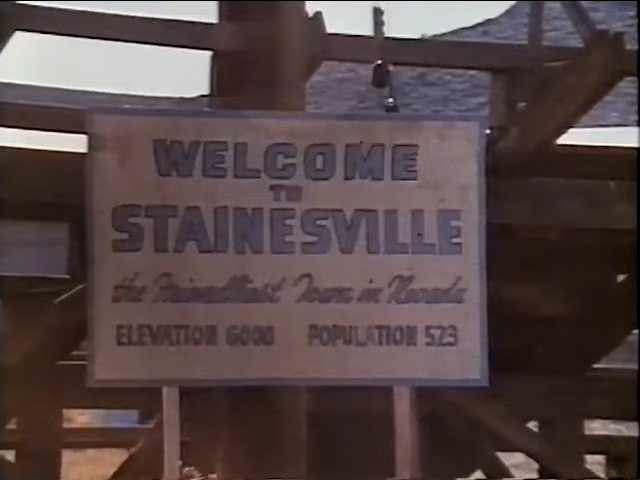 WELCOME
TO
STAINESVILLE
the Friendliest Town in Nevada
ELEVATION 6000 POPULATION 523